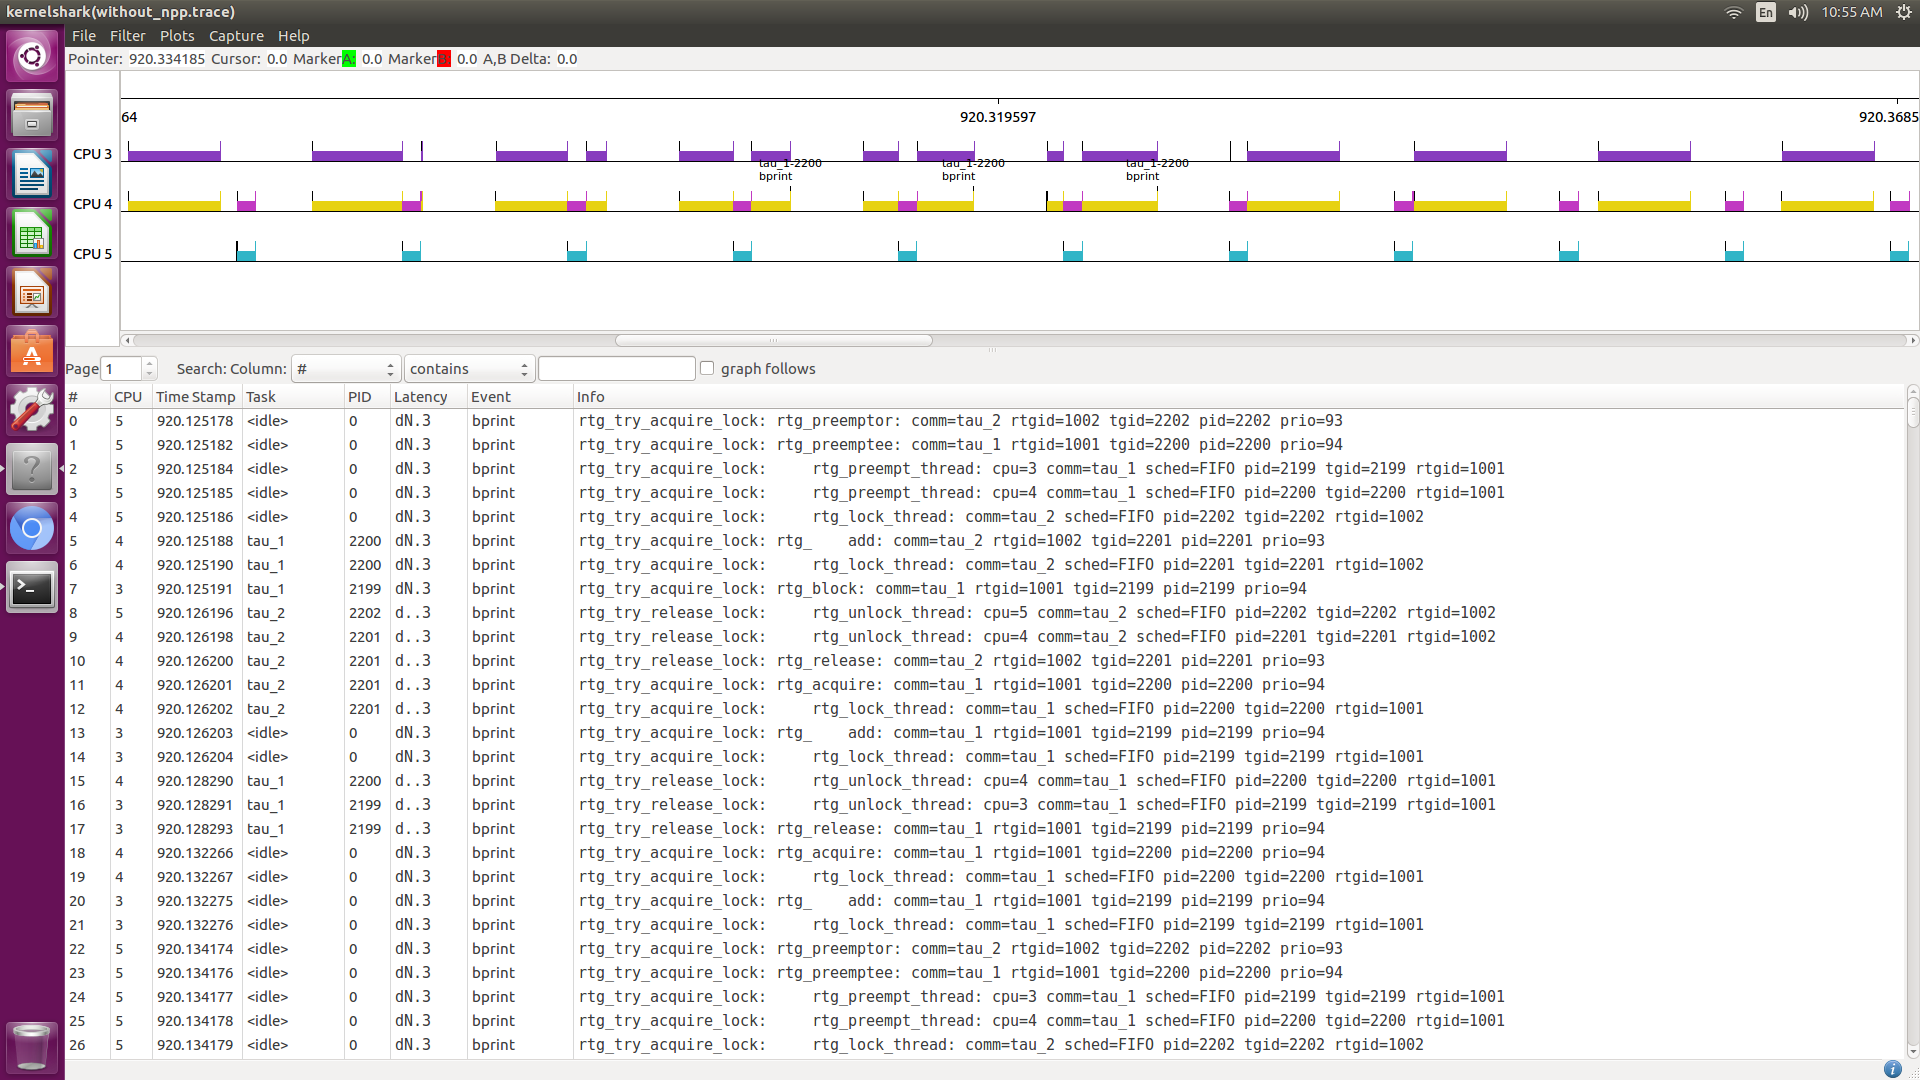 kernelshark(without_npp.trace)
En 10:55 AM
File Filter Plots Capture Help
Pointer: 920.334185 Cursor: 0.0 MarkerA: 0.0 Marker 0.0 A,B Delta: 0.0
64 920.319597 920.3685
CPU 3
tau_1-2200 tau_1-2200 tau_1-2200
bprint bprint bprint
CPU 4
CPU 5
Page 1 Search: Column: # contains graph follows
# CPU Time Stamp Task PID Latency Event Info
0 5 920.125178 <idle> 0 dN.3 bprint rtg_try_acquire_lock: rtg_preemptor: comm=tau_2 rtgid=1002 tgid=2202 pid=2202 prio=93
1 5 920.125182 <idle> 0 dN.3 bprint rtg_try_acquire_lock: rtg_preemptee: comm=tau_1 rtgid=1001 tgid=2200 pid=2200 prio=94
2 5 920.125184 <idle> 0 dN.3 bprint rtg_try_acquire_lock: rtg_preempt_thread: cpu=3 comm=tau_1 sched=FIFO pid=2199 tgid=2199 rtgid=1001
3 5 920.125185 <idle> 0 dN.3 bprint rtg_try_acquire_lock: rtg_preempt_thread: cpu=4 comm=tau_1 sched=FIFO pid=2200 tgid=2200 rtgid=1001
4 5 920.125186 <idle> 0 dN.3 bprint rtg_try_acquire_lock: rtg_lock_thread: comm=tau_2 sched=FIFO pid=2202 tgid=2202 rtgid=1002
5 4 920.125188 tau_1 2200 dN.3 bprint rtg_try_acquire_lock: rtg_ add: comm=tau_2 rtgid=1002 tgid=2201 pid=2201 prio=93
6 4 920.125190 tau_1 2200 dN.3 bprint rtg_try_acquire_lock: rtg_lock_thread: comm=tau_2 sched=FIFO pid=2201 tgid=2201 rtgid=1002
7 3 920.125191 tau_1 2199 dN.3 bprint rtg_try_acquire_lock: rtg_block: comm=tau_1 rtgid=1001 tgid=2199 pid=2199 prio=94
8 5 920.126196 tau_2 2202 d..3 bprint rtg_try_release_lock: rtg_unlock_thread: cpu=5 comm=tau_2 sched=FIFO pid=2202 tgid=2202 rtgid=1002
9 4 920.126198 tau_2 2201 d..3 bprint rtg_try_release_lock: rtg_unlock_thread: cpu=4 comm=tau_2 sched=FIFO pid=2201 tgid=2201 rtgid=1002
10 4 920.126200 tau_2 2201 d..3 bprint rtg_try_release_lock: rtg_release: comm=tau_2 rtgid=1002 tgid=2201 pid=2201 prio=93
11 4 920.126201 tau_2 2201 d..3 bprint rtg_try_acquire_lock: rtg_acquire: comm=tau_1 rtgid=1001 tgid=2200 pid=2200 prio=94
12 4 920.126202 tau_2 2201 d..3 bprint rtg_try_acquire_lock: rtg_lock_thread: comm=tau_1 sched=FIFO pid=2200 tgid=2200 rtgid=1001
13 3 920.126203 <idle> 0 dN.3 bprint rtg_try_acquire_lock: rtg_ add: comm=tau_1 rtgid=1001 tgid=2199 pid=2199 prio=94
14 3 920.126204 <idle> 0 dN.3 bprint rtg_try_acquire_lock: rtg_lock_thread: comm=tau_1 sched=FIFO pid=2199 tgid=2199 rtgid=1001
15 4 920.128290 tau_1 2200 d..3 bprint rtg_try_release_lock: rtg_unlock_thread: cpu=4 comm=tau_1 sched=FIFO pid=2200 tgid=2200 rtgid=1001
16 3 920.128291 tau_1 2199 d..3 bprint rtg_try_release_lock: rtg_unlock_thread: cpu=3 comm=tau_1 sched=FIFO pid=2199 tgid=2199 rtgid=1001
17 3 920.128293 tau_1 2199 d..3 bprint rtg_try_release_lock: rtg_release: comm=tau_1 rtgid=1001 tgid=2199 pid=2199 prio=94
18 4 920.132266 <idle> 0 dN.3 bprint rtg_try_acquire_lock: rtg_acquire: comm=tau_1 rtgid=1001 tgid=2200 pid=2200 prio=94
19 4 920.132267 <idle> 0 dN.3 bprint rtg_try_acquire_lock: rtg_lock_thread: comm=tau_1 sched=FIFO pid=2200 tgid=2200 rtgid=1001
20 3 920.132275 <idle> 0 dN.3 bprint rtg_try_acquire_lock: rtg_ add: comm=tau_1 rtgid=1001 tgid=2199 pid=2199 prio=94
21 3 920.132276 <idle> 0 dN.3 bprint rtg_try_acquire_lock: rtg_lock_thread: comm=tau_1 sched=FIFO pid=2199 tgid=2199 rtgid=1001
22 5 920.134174 <idle> 0 dN.3 bprint rtg_try_acquire_lock: rtg_preemptor: comm=tau_2 rtgid=1002 tgid=2202 pid=2202 prio=93
23 5 920.134176 <idle> 0 dN.3 bprint rtg_try_acquire_lock: rtg_preemptee: comm=tau_1 rtgid=1001 tgid=2200 pid=2200 prio=94
24 5 920.134177 <idle> 0 dN.3 bprint rtg_try_acquire_lock: rtg_preempt_thread: cpu=3 comm=tau_1 sched=FIFO pid=2199 tgid=2199 rtgid=1001
25 5 920.134178 <idle> 0 dN.3 bprint rtg_try_acquire_lock: rtg_preempt_thread: cpu=4 comm=tau_1 sched=FIFO pid=2200 tgid=2200 rtgid=1001
26 5 920.134179 <idle> 0 dN.3 bprint rtg_try_acquire_lock: rtg_lock_thread: comm=tau_2 sched=FIFO pid=2202 tgid=2202 rtgid=1002